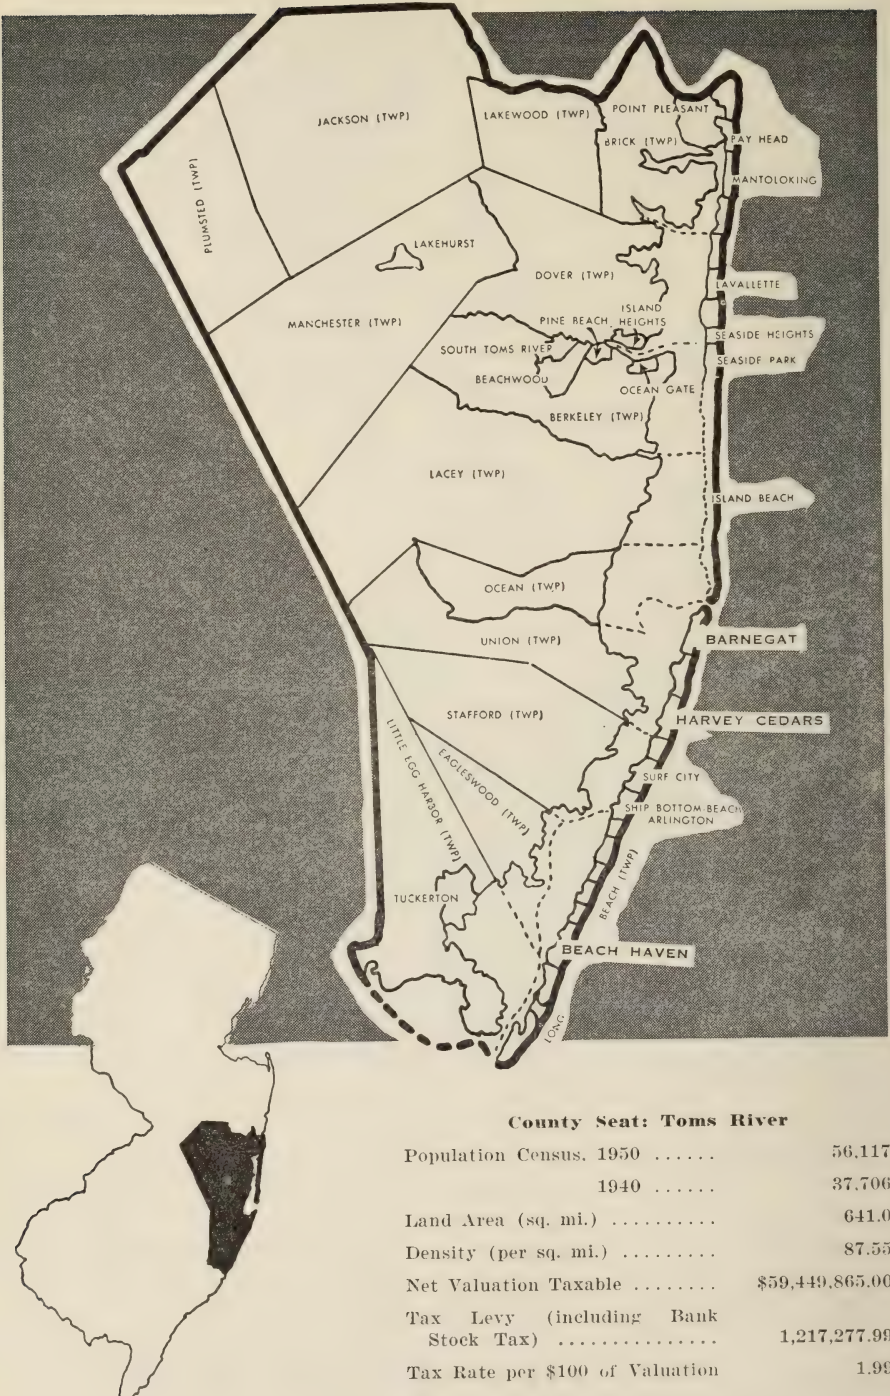 JACKSON (TWP)
LAKEWOOD (TWP)
POINT PLEASANT
BRICK (TWP)
BAY HEAD
MANTOLOKING
PLUMSTED (TWP)
LAKEHURST
DOVER (TWP)
LAVALLETTE
MANCHESTER (TWP)
ISLAND
HEIGHTS
PINE BEACH
SEASIDE HEIGHTS
SOUTH TOMS RIVER
SEASIDE PARK
BEACHWOOD
OCEAN GATE
BERKELEY (TWP)
LACEY (TWP)
ISLAND BEACH
OCEAN (TWP)
UNION (TWP)
BARNEGAT
STAFFORD (TWP)
HARVEY CEDARS
LITTLE EGG HARBOR (TWP)
EAGLESWOOD (TWP)
SURF CITY
SHIP BOTTOM-BEACH
ARLINGTON
TUCKERTON
LONG BEACH (TWP)
BEACH HAVEN
County Seat: Toms River
Population Census, 1950 ...... 56,117
1940 ...... 37,706
Land Area (sq. mi.) .......... 641.0
Density (per sq. mi.) ......... 87.55
Net Valuation Taxable ........ $59,449,865.00
Tax Levy (including Bank
Stock Tax) ............... 1,217,277.99
Tax Rate per $100 of Valuation 1.99